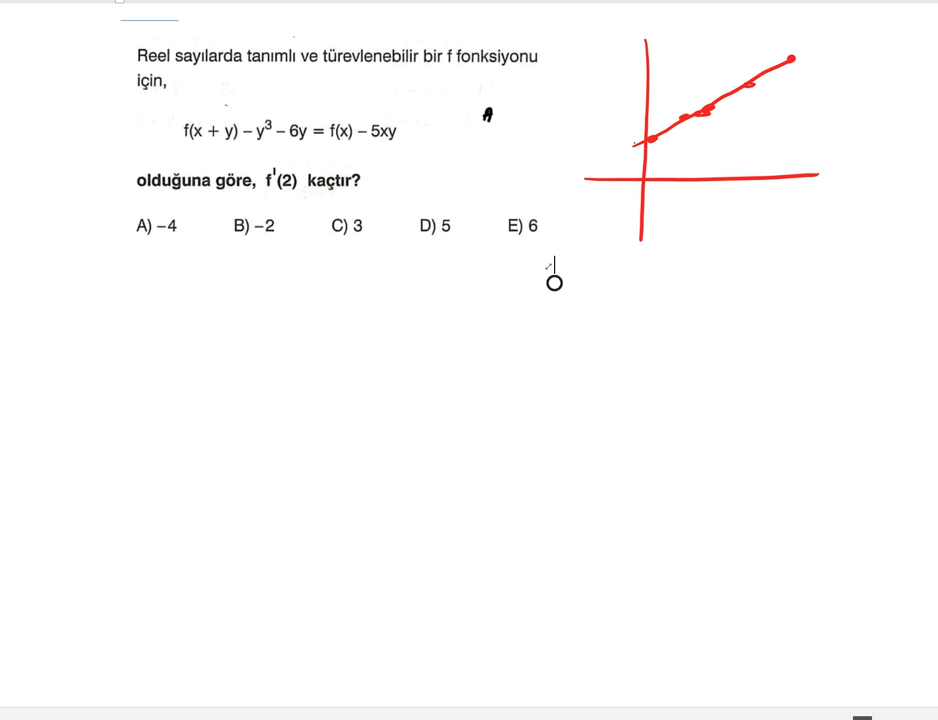 Reel sayılarda tanımlı ve türevlenebilir bir f fonksiyonu
için,
f(x + y) – y³ – 6y = f(x) – 5xy
A
olduğuna göre, f'(2) kaçtır?
A) –4 B) –2 C) 3 D) 5 E) 6